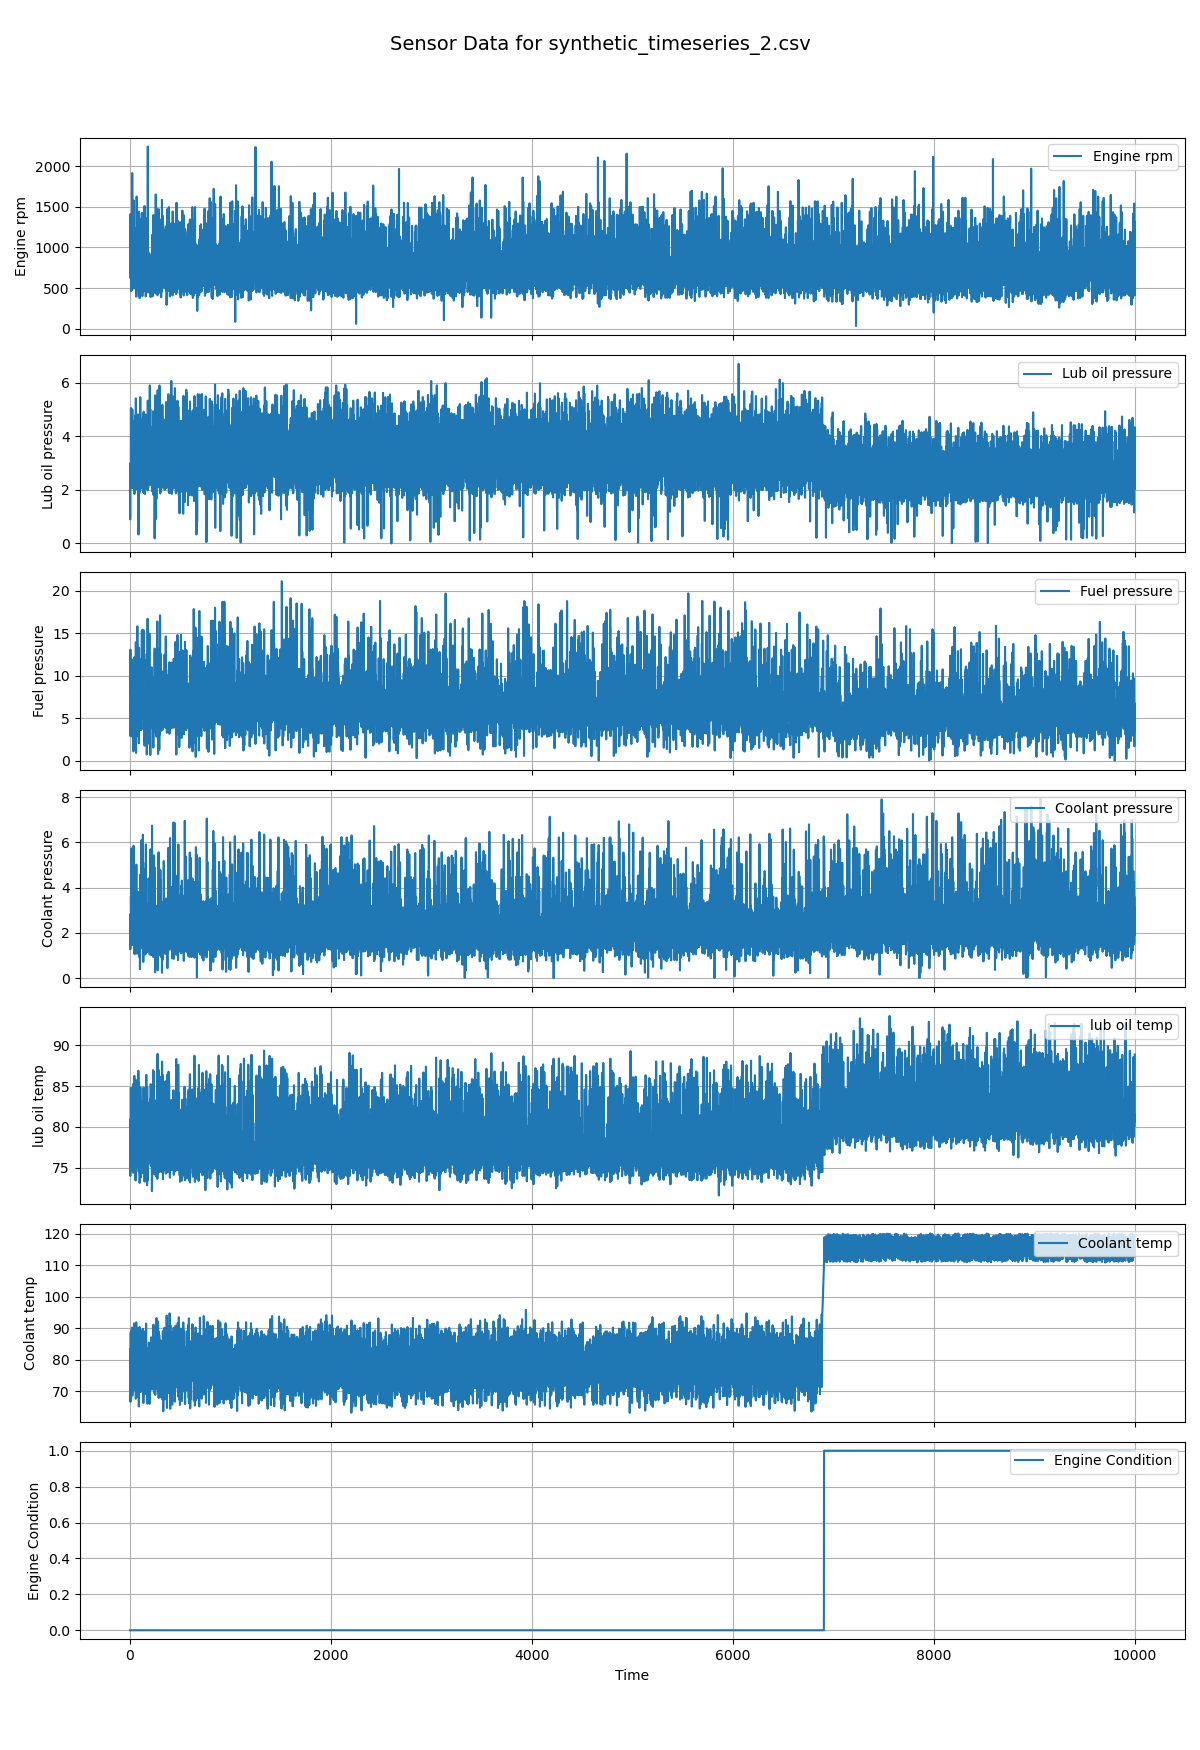 Sensor Data for synthetic_timeseries_2.csv
Engine rpm
2000
1500
1000
500
0
Engine rpm
Lub oil pressure
6
4
2
0
Lub oil pressure
Fuel pressure
20
15
10
5
0
Fuel pressure
Coolant pressure
8
6
4
2
0
Coolant pressure
lub oil temp
90
85
80
75
lub oil temp
Coolant temp
120
110
100
90
80
70
Coolant temp
Engine Condition
1.0
0.8
0.6
0.4
0.2
0.0
Engine Condition
0 2000 4000 6000 8000 10000
Time